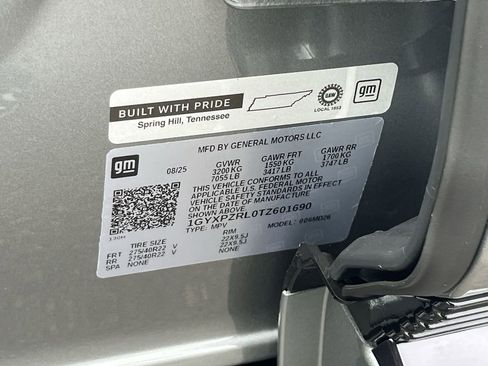 BUILT WITH PRIDE
Spring Hill, Tennessee
UAW
LOCAL 1853
gm
gm
MFD BY GENERAL MOTORS LLC
08/25 GVWR GAWR FRT GAWR RR
3200 KG 1550 KG 1700 KG
7055 LB 3417 LB 3747 LB
THIS VEHICLE CONFORMS TO ALL
APPLICABLE U.S. FEDERAL MOTOR
VEHICLE SAFETY STANDARDS IN
EFFECT ON THE DATE OF
MANUFACTURE SHOWN ABOVE.
1GYXPZRL0TZ601690
TYPE: MPV MODEL: 6MD26
TIRE SIZE RIM
FRT 275/40R22 V 22X9.5J
RR 275/40R22 V 22X9.5J
SPA NONE NONE